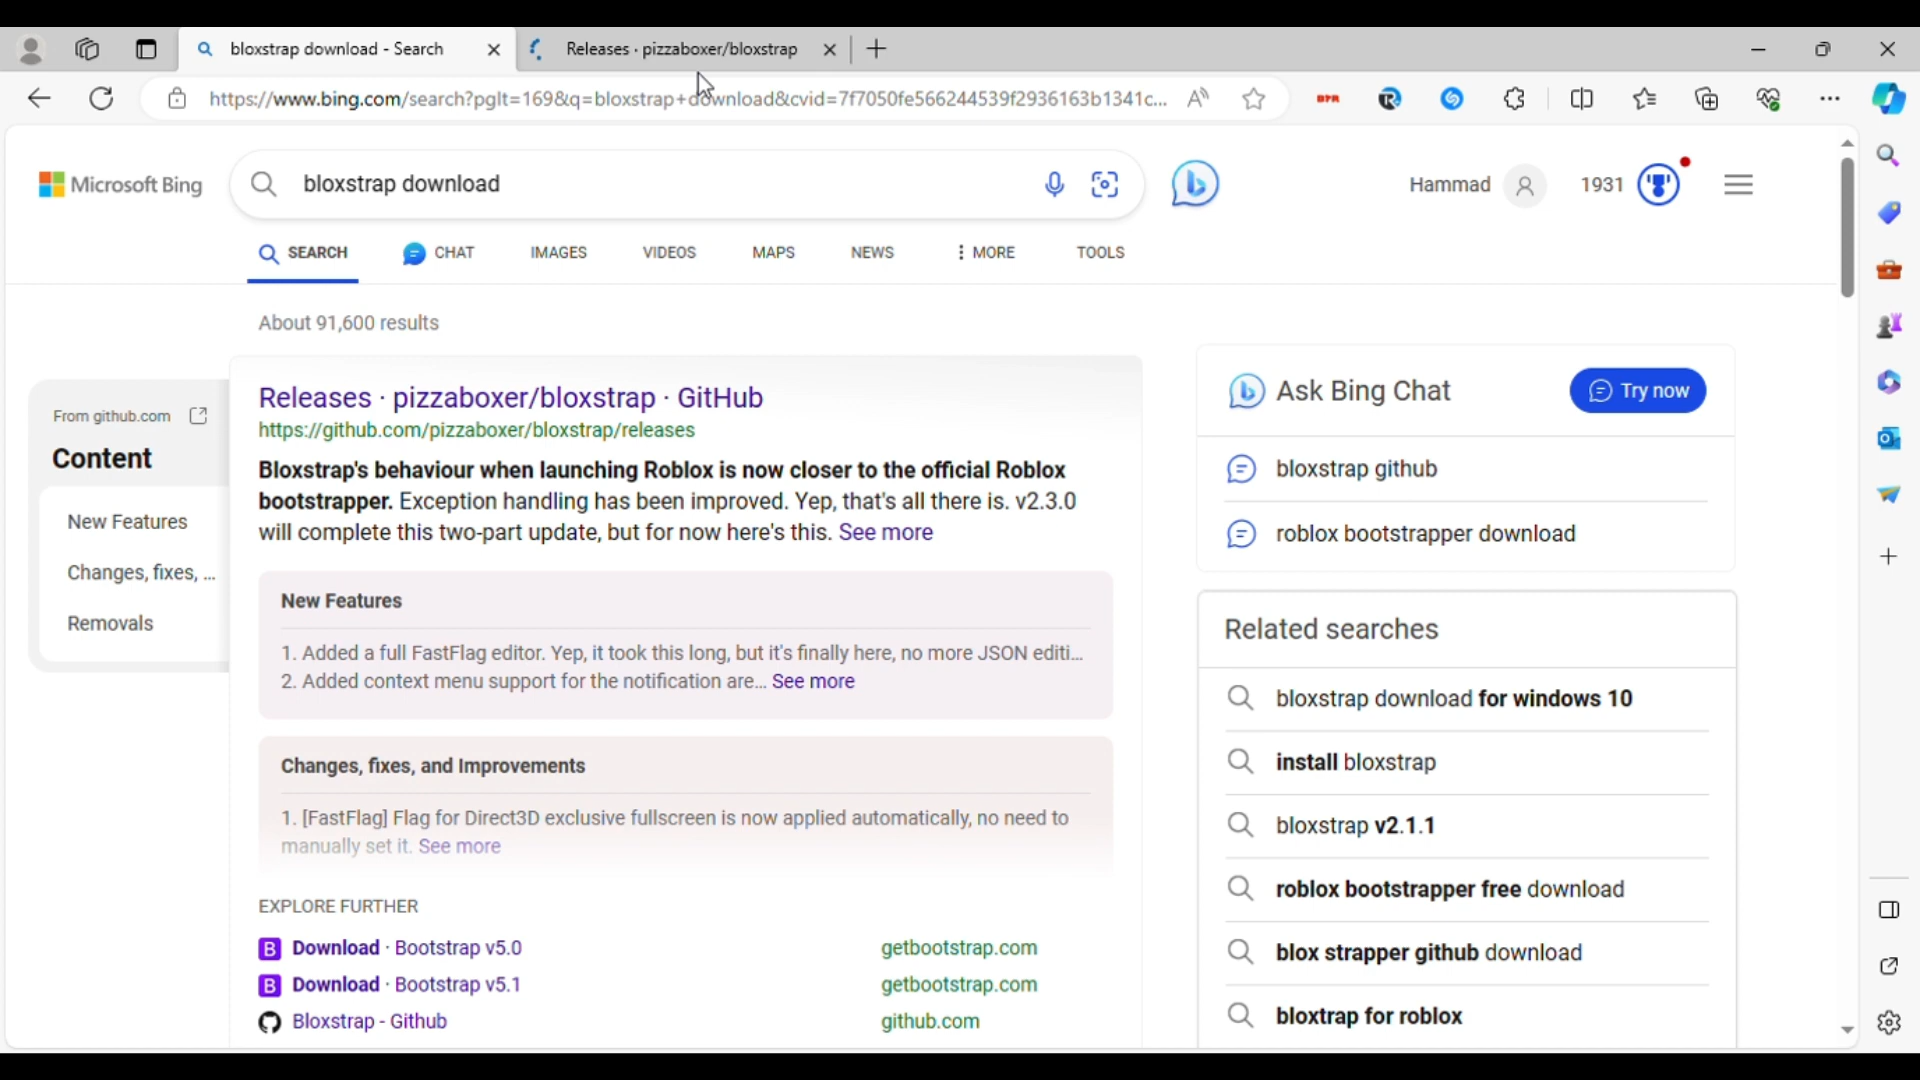 bloxstrap download - Search
Releases · pizzaboxer/bloxstrap
https://www.bing.com/search?pglt=169&q=bloxstrap+download&cvid=7f7050fe566244539f2936163b1341c...
Microsoft Bing
bloxstrap download
Hammad
1931
SEARCH
CHAT
IMAGES
VIDEOS
MAPS
NEWS
MORE
TOOLS
About 91,600 results
From github.com
Content
New Features
Changes, fixes, ...
Removals
Releases · pizzaboxer/bloxstrap · GitHub
https://github.com/pizzaboxer/bloxstrap/releases
Bloxstrap's behaviour when launching Roblox is now closer to the official Roblox
bootstrapper. Exception handling has been improved. Yep, that's all there is. v2.3.0
will complete this two-part update, but for now here's this. See more
New Features
1. Added a full FastFlag editor. Yep, it took this long, but it's finally here, no more JSON editi...
2. Added context menu support for the notification are... See more
Changes, fixes, and Improvements
1. [FastFlag] Flag for Direct3D exclusive fullscreen is now applied automatically, no need to
manually set it. See more
EXPLORE FURTHER
Download · Bootstrap v5.0
getbootstrap.com
Download · Bootstrap v5.1
getbootstrap.com
Bloxstrap - Github
github.com
Ask Bing Chat
Try now
bloxstrap github
roblox bootstrapper download
Related searches
bloxstrap download for windows 10
install bloxstrap
bloxstrap v2.1.1
roblox bootstrapper free download
blox strapper github download
bloxtrap for roblox